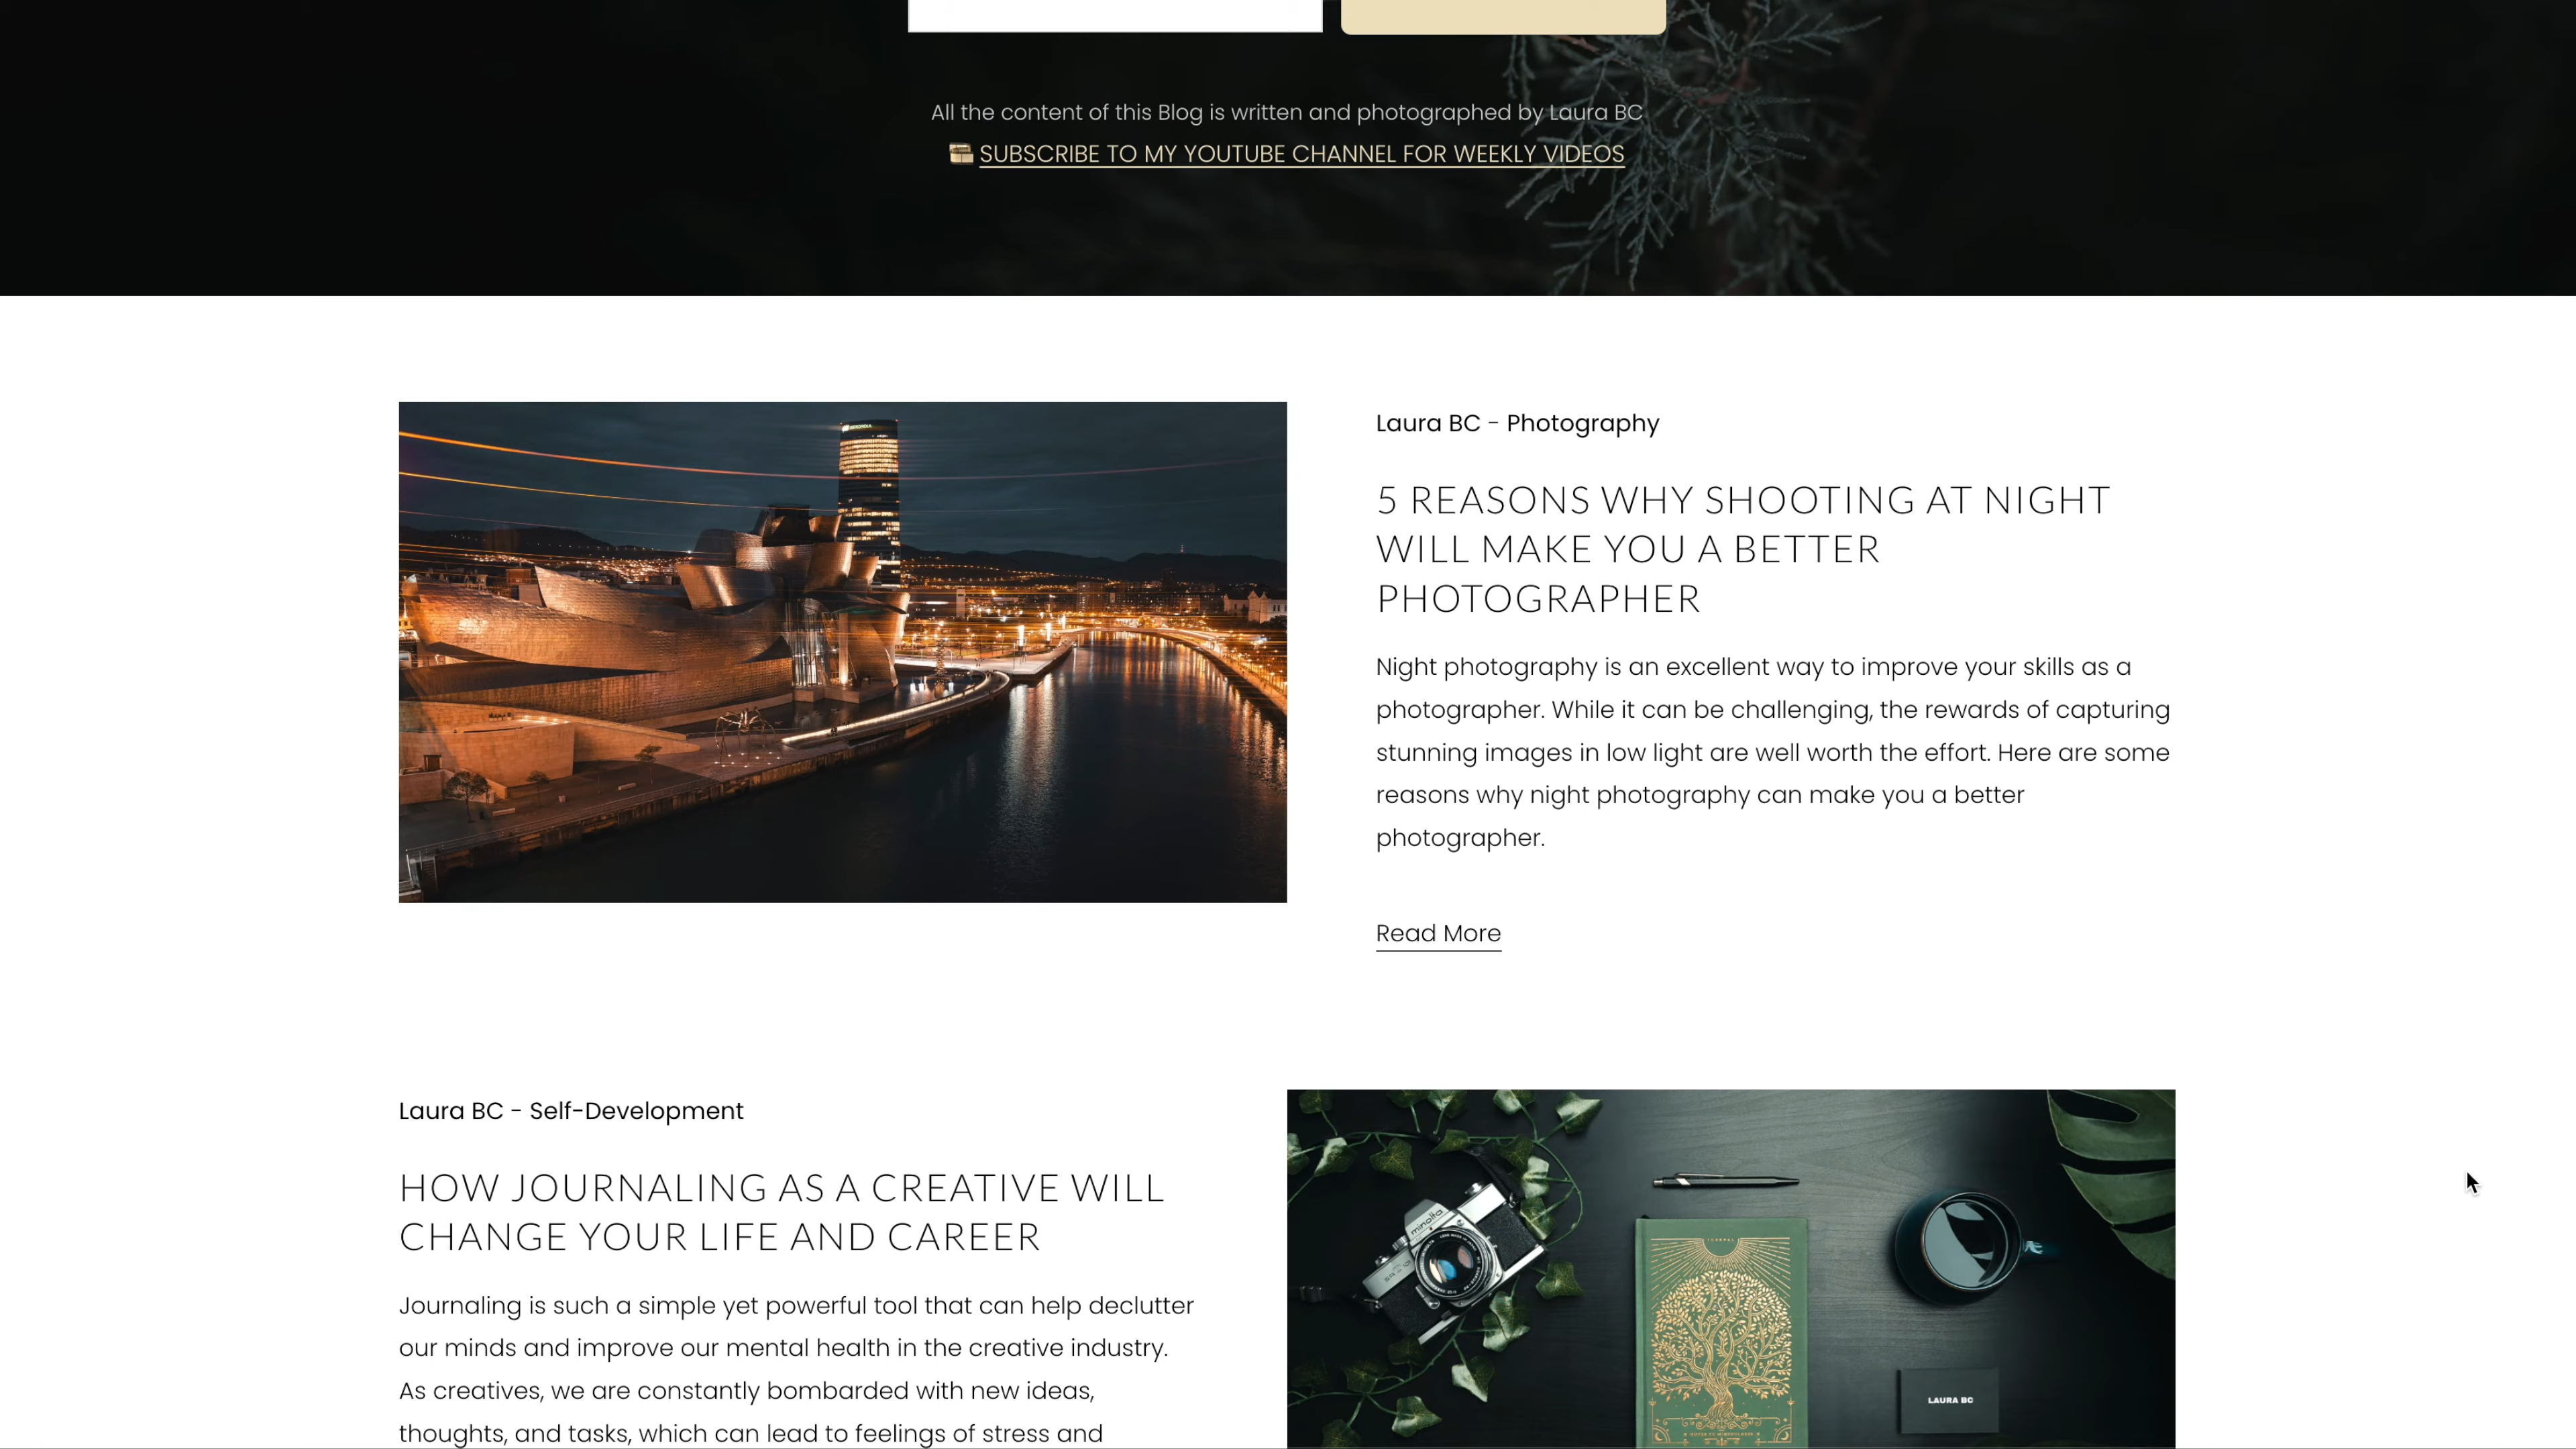 All the content of this Blog is written and photographed by Laura BC
SUBSCRIBE TO MY YOUTUBE CHANNEL FOR WEEKLY VIDEOS
IBERDROLA
Laura BC - Photography
5 REASONS WHY SHOOTING AT NIGHT
WILL MAKE YOU A BETTER
PHOTOGRAPHER
Night photography is an excellent way to improve your skills as a
photographer. While it can be challenging, the rewards of capturing
stunning images in low light are well worth the effort. Here are some
reasons why night photography can make you a better
photographer.
Read More
Laura BC - Self-Development
HOW JOURNALING AS A CREATIVE WILL
CHANGE YOUR LIFE AND CAREER
Journaling is such a simple yet powerful tool that can help declutter
our minds and improve our mental health in the creative industry.
As creatives, we are constantly bombarded with new ideas,
thoughts, and tasks, which can lead to feelings of stress and
minolta
LAURA BC